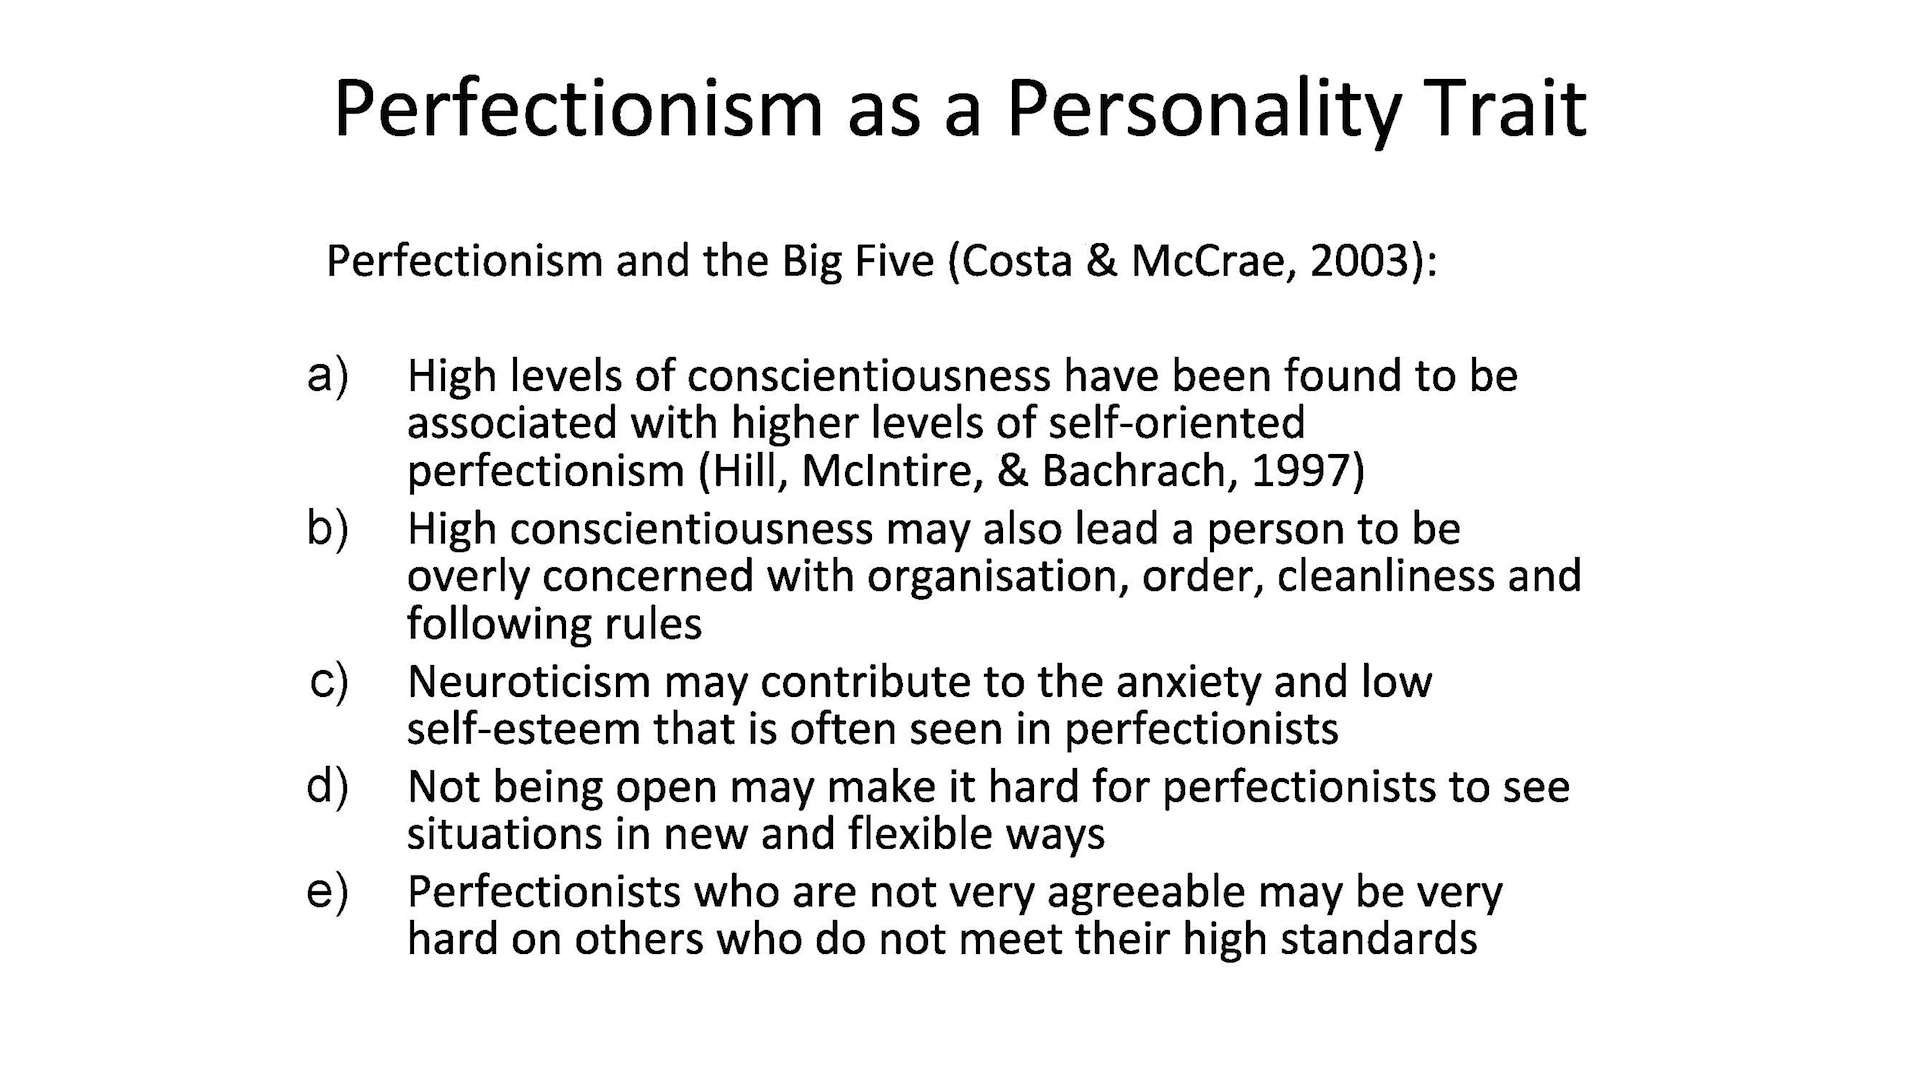 Perfectionism as a Personality Trait
Perfectionism and the Big Five (Costa & McCrae, 2003):
a) High levels of conscientiousness have been found to be
associated with higher levels of self-oriented
perfectionism (Hill, McIntire, & Bachrach, 1997)
b) High conscientiousness may also lead a person to be
overly concerned with organisation, order, cleanliness and
following rules
c) Neuroticism may contribute to the anxiety and low
self-esteem that is often seen in perfectionists
d) Not being open may make it hard for perfectionists to see
situations in new and flexible ways
e) Perfectionists who are not very agreeable may be very
hard on others who do not meet their high standards